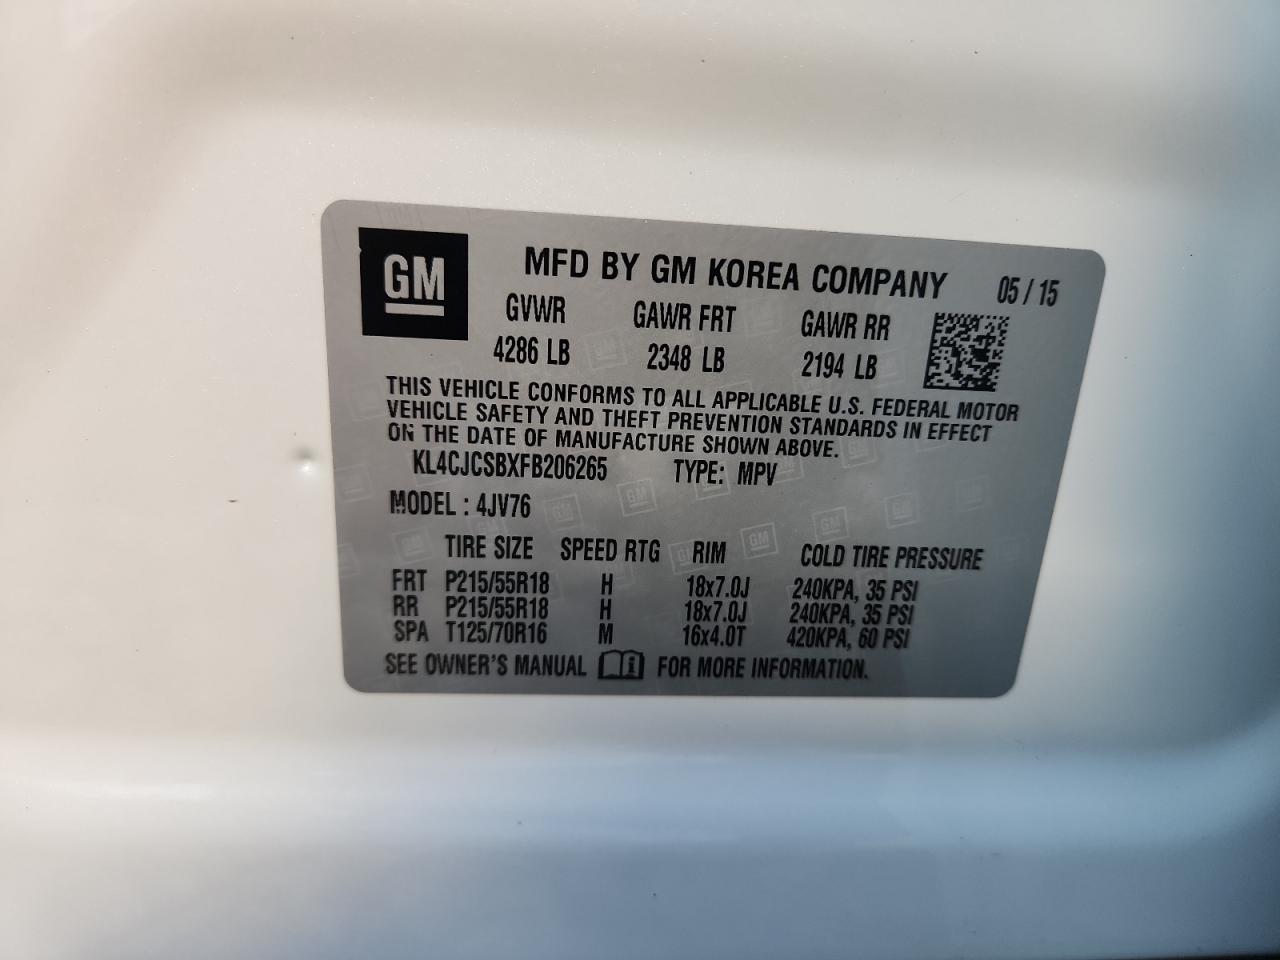 GM
MFD BY GM KOREA COMPANY 05 / 15
GVWR GAWR FRT GAWR RR
4286 LB 2348 LB 2194 LB
THIS VEHICLE CONFORMS TO ALL APPLICABLE U.S. FEDERAL MOTOR
VEHICLE SAFETY AND THEFT PREVENTION STANDARDS IN EFFECT
ON THE DATE OF MANUFACTURE SHOWN ABOVE.
KL4CJCSBXFB206265 TYPE: MPV
MODEL : 4JV76
TIRE SIZE SPEED RTG RIM COLD TIRE PRESSURE
FRT P215/55R18 H 18x7.0J 240KPA, 35 PSI
RR P215/55R18 H 18x7.0J 240KPA, 35 PSI
SPA T125/70R16 M 16x4.0T 420KPA, 60 PSI
SEE OWNER'S MANUAL FOR MORE INFORMATION.